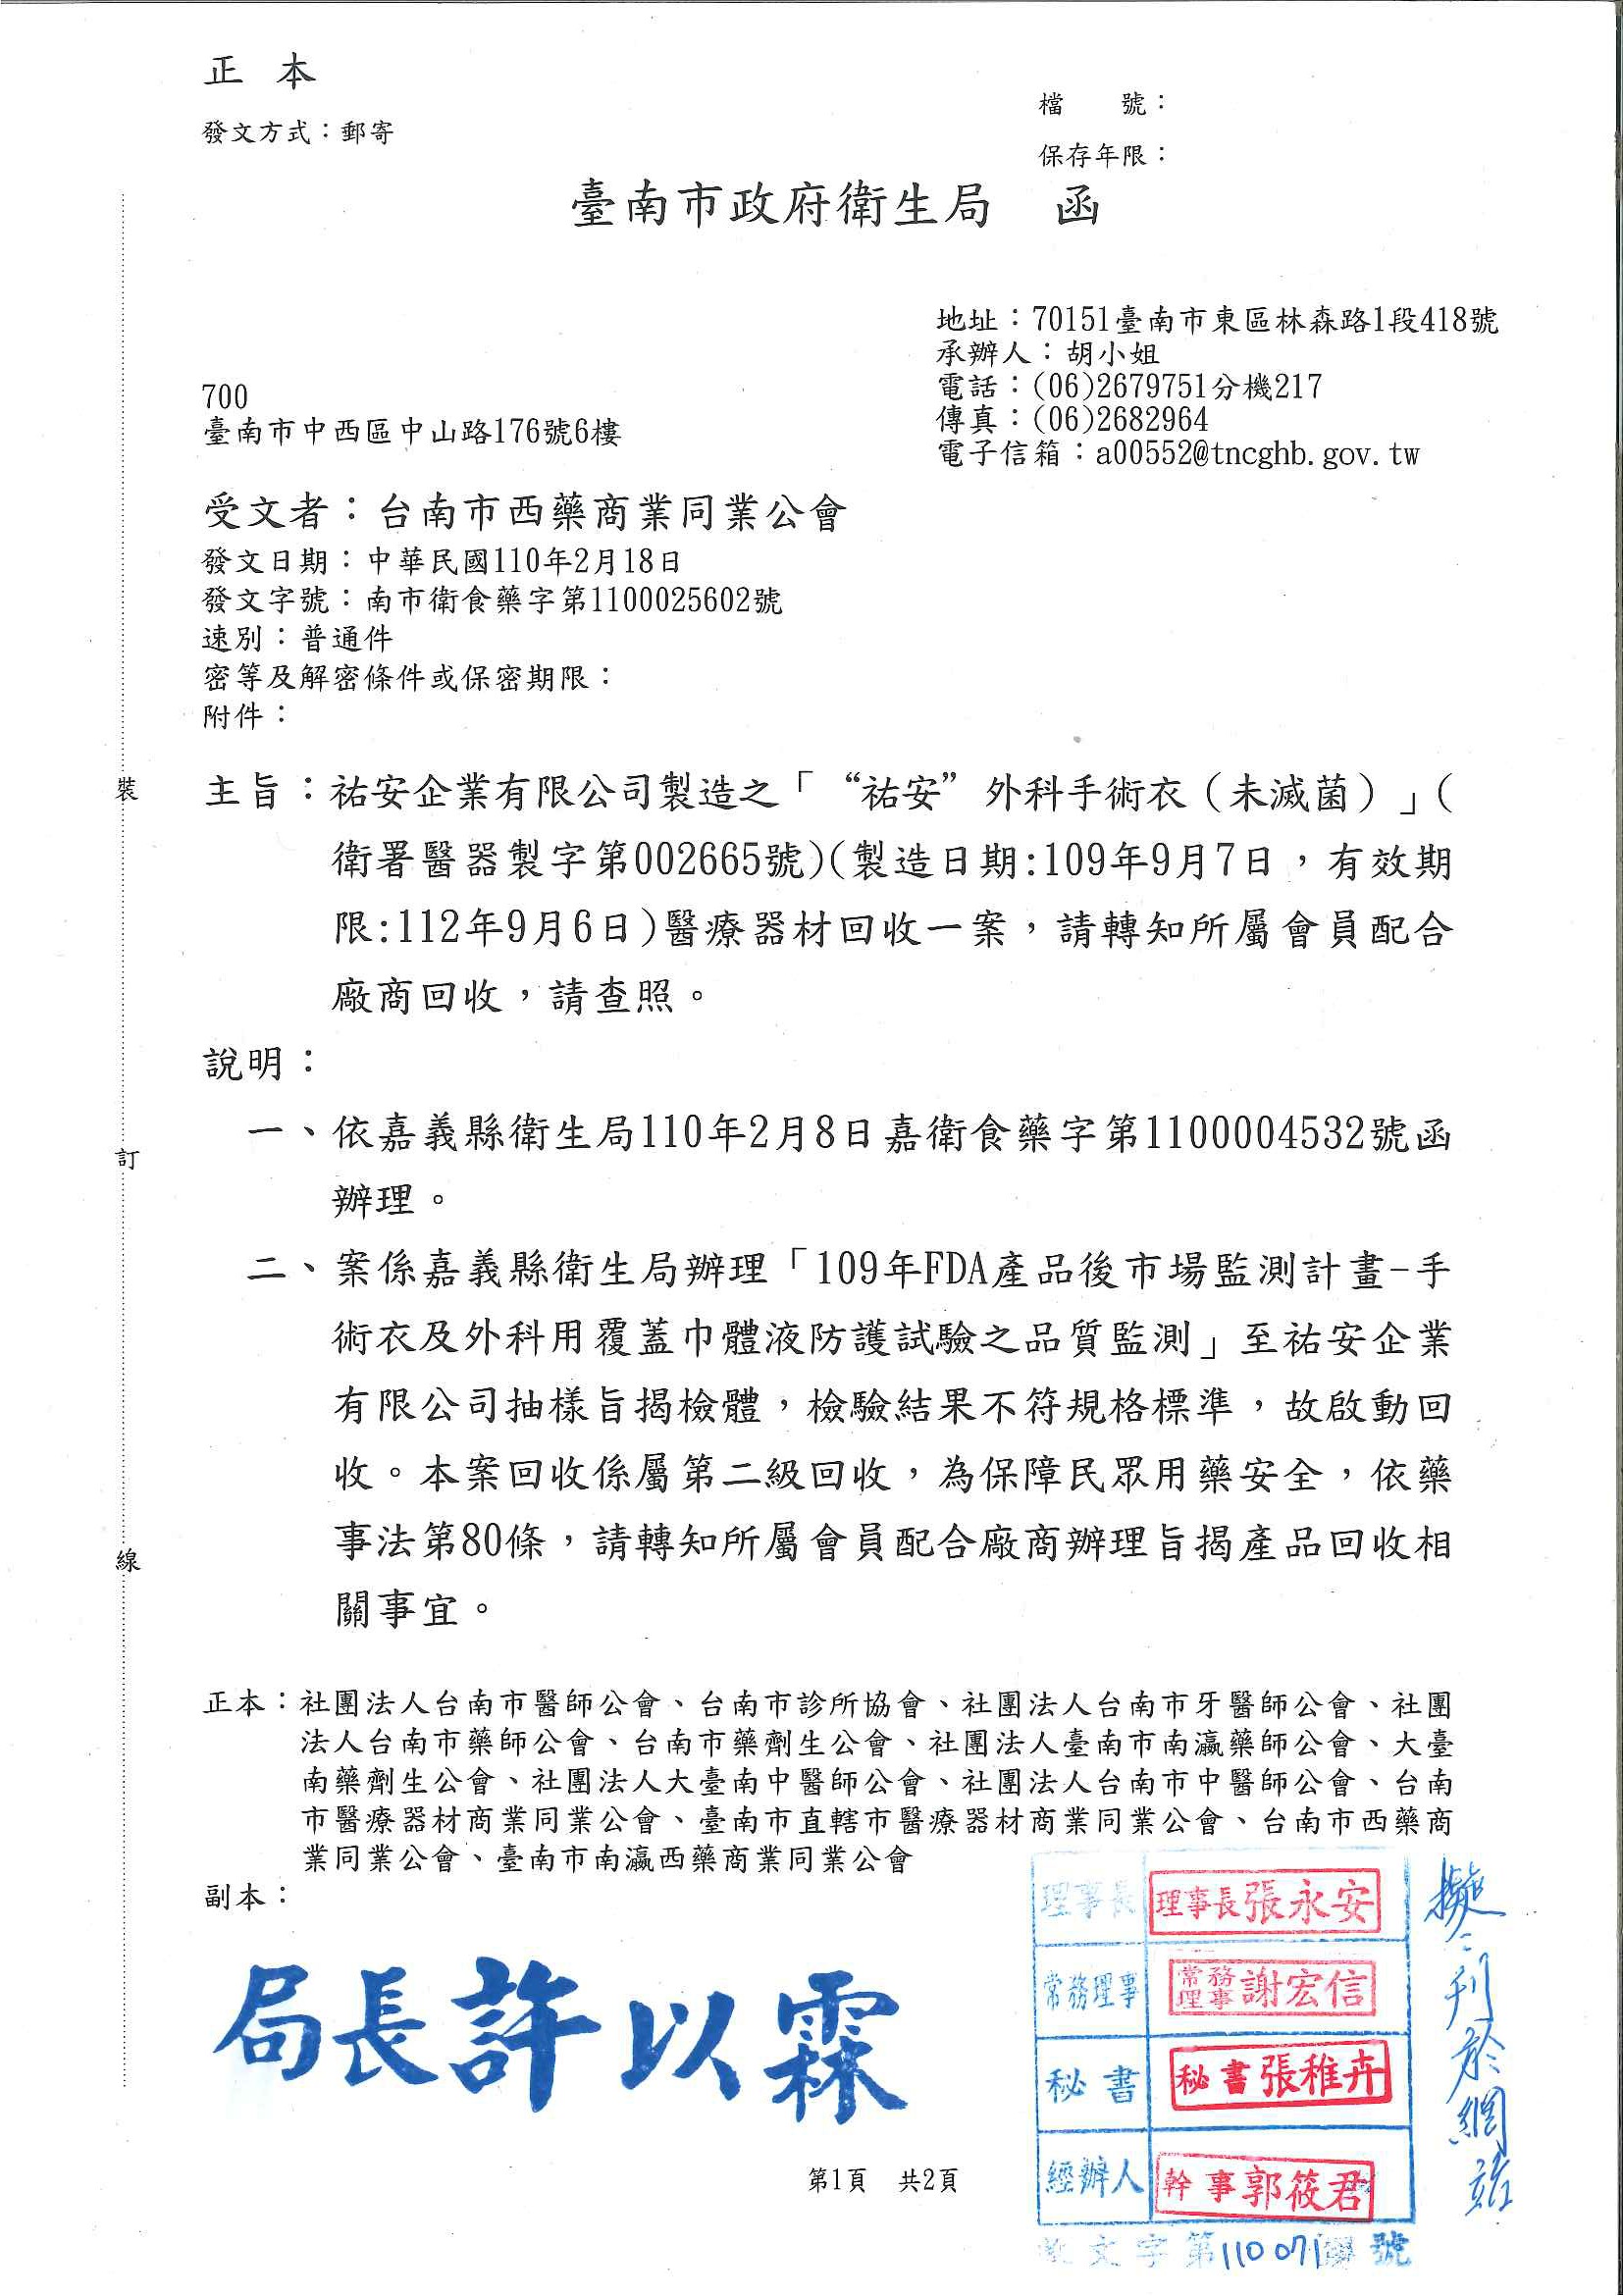 正 本
發文方式：郵寄
檔 號：
保存年限：
臺南市政府衛生局 函
地址：70151臺南市東區林森路1段418號
承辦人：胡小姐
電話：(06)2679751分機217
傳真：(06)2682964
電子信箱：a00552@tncghb.gov.tw
700
臺南市中西區中山路176號6樓
受文者：台南市西藥商業同業公會
發文日期：中華民國110年2月18日
發文字號：南市衛食藥字第1100025602號
速別：普通件
密等及解密條件或保密期限：
附件：
主旨：祐安企業有限公司製造之「“祐安”外科手術衣（未滅菌）」(
衛署醫器製字第002665號)(製造日期:109年9月7日，有效期
限:112年9月6日)醫療器材回收一案，請轉知所屬會員配合
廠商回收，請查照。
說明：
一、依嘉義縣衛生局110年2月8日嘉衛食藥字第1100004532號函
辦理。
二、案係嘉義縣衛生局辦理「109年FDA產品後市場監測計畫-手
術衣及外科用覆蓋巾體液防護試驗之品質監測」至祐安企業
有限公司抽樣旨揭檢體，檢驗結果不符規格標準，故啟動回
收。本案回收係屬第二級回收，為保障民眾用藥安全，依藥
事法第80條，請轉知所屬會員配合廠商辦理旨揭產品回收相
關事宜。
正本：社團法人台南市醫師公會、台南市診所協會、社團法人台南市牙醫師公會、社團
法人台南市藥師公會、台南市藥劑生公會、社團法人臺南市南瀛藥師公會、大臺
南藥劑生公會、社團法人大臺南中醫師公會、社團法人台南市中醫師公會、台南
市醫療器材商業同業公會、臺南市直轄市醫療器材商業同業公會、台南市西藥商
業同業公會、臺南市南瀛西藥商業同業公會
副本：
局長許以霖
理事長 理事長張永安
常務理事 常務理事謝宏信
秘書 秘書張稚卉
經辦人 幹事郭筱君
文字第110071 號
擬：刊於網站
第1頁 共2頁
裝
訂
線